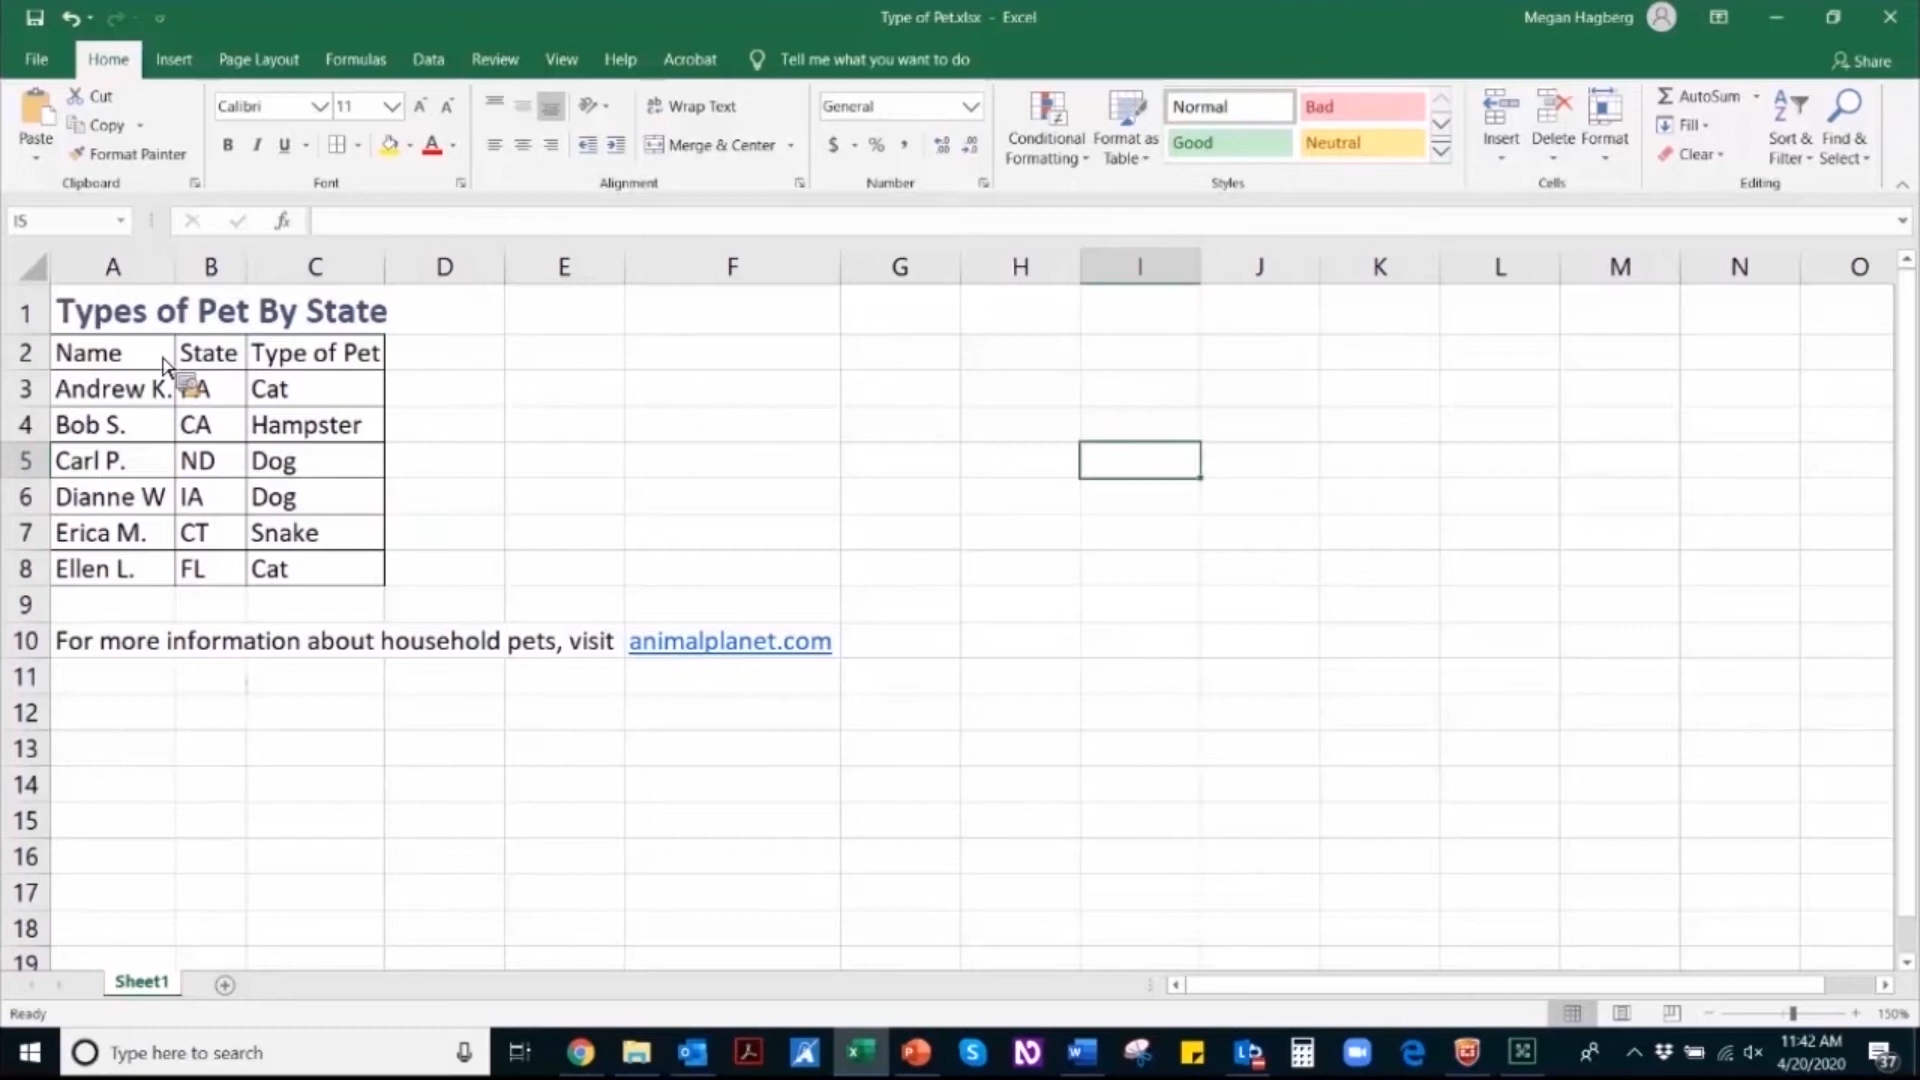 Type of Pet.xlsx - Excel
Megan Hagberg
File Home Insert Page Layout Formulas Data Review View Help Acrobat Tell me what you want to do Share
Paste
Cut
Copy
Format Painter
Clipboard
Calibri 11
B I U
Font
Wrap Text
Merge & Center
Alignment
General
$ % ,
Number
Conditional Formatting
Format as Table
Normal Bad
Good Neutral
Styles
Insert Delete Format
Cells
AutoSum
Fill
Clear
Sort & Filter
Find & Select
Editing
I5
fx
A B C D E F G H I J K L M N O
1 Types of Pet By State
2 Name State Type of Pet
3 Andrew K. A Cat
4 Bob S. CA Hampster
5 Carl P. ND Dog
6 Dianne W IA Dog
7 Erica M. CT Snake
8 Ellen L. FL Cat
9
10 For more information about household pets, visit animalplanet.com
11
12
13
14
15
16
17
18
19
Sheet1
Ready
150%
Type here to search
11:42 AM
4/20/2020
37